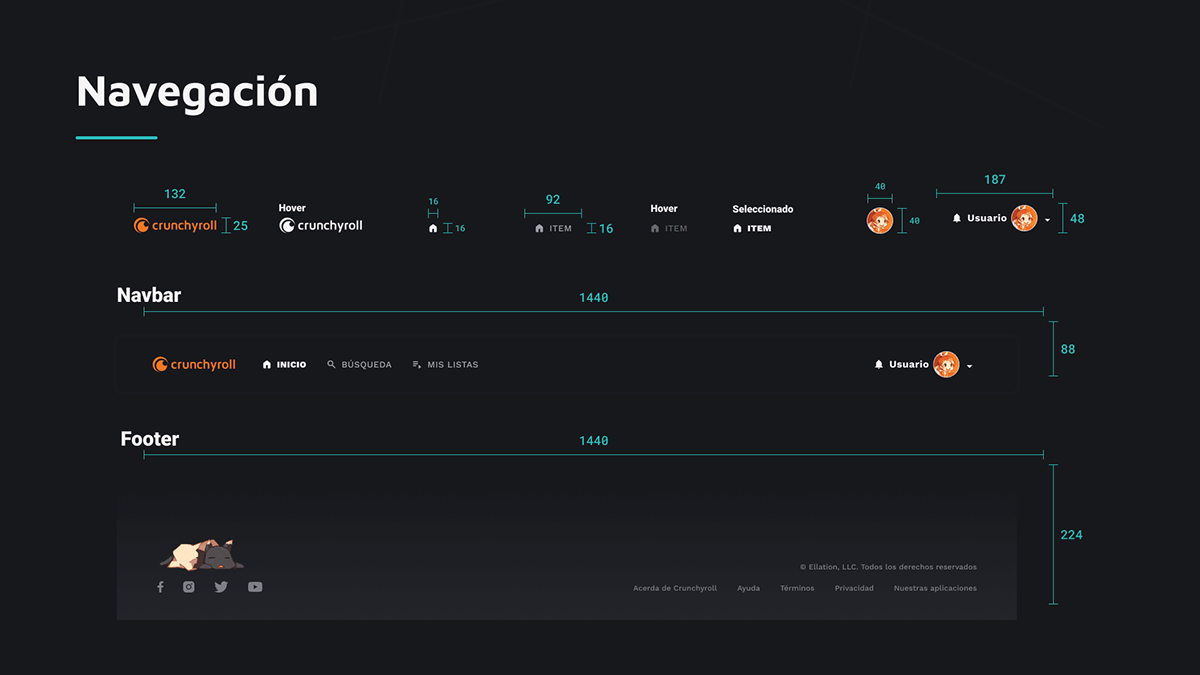 Navegación
132
crunchyroll
25
Hover
crunchyroll
16
16
92
ITEM
16
Hover
ITEM
Seleccionado
ITEM
40
40
187
Usuario
48
Navbar
1440
crunchyroll
INICIO
BÚSQUEDA
MIS LISTAS
Usuario
88
Footer
1440
224
© Ellation, LLC. Todos los derechos reservados
Acerda de Crunchyroll Ayuda Términos Privacidad Nuestras aplicaciones